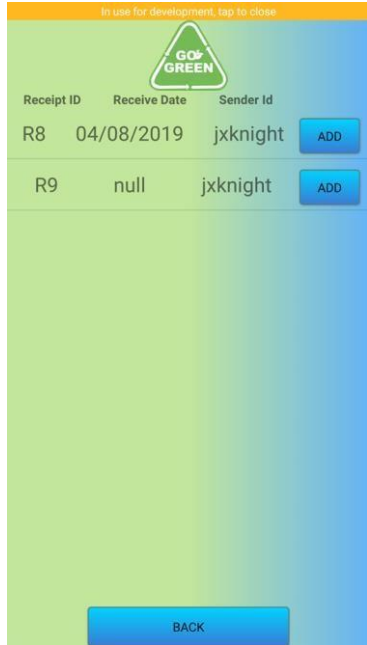 In use for development, tap to close
GO
GREEN
Receipt ID Receive Date Sender Id
R8 04/08/2019 jxknight ADD
R9 null jxknight ADD
BACK